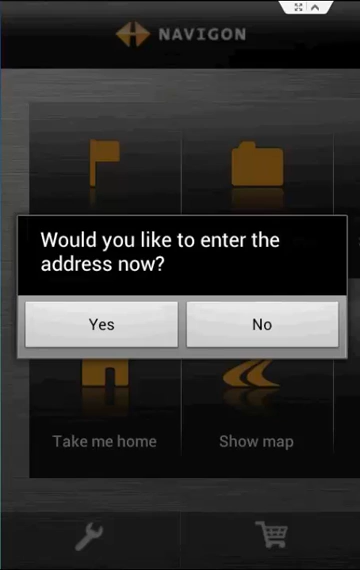 NAVIGON
Would you like to enter the
address now?
Yes
No
Take me home
Show map